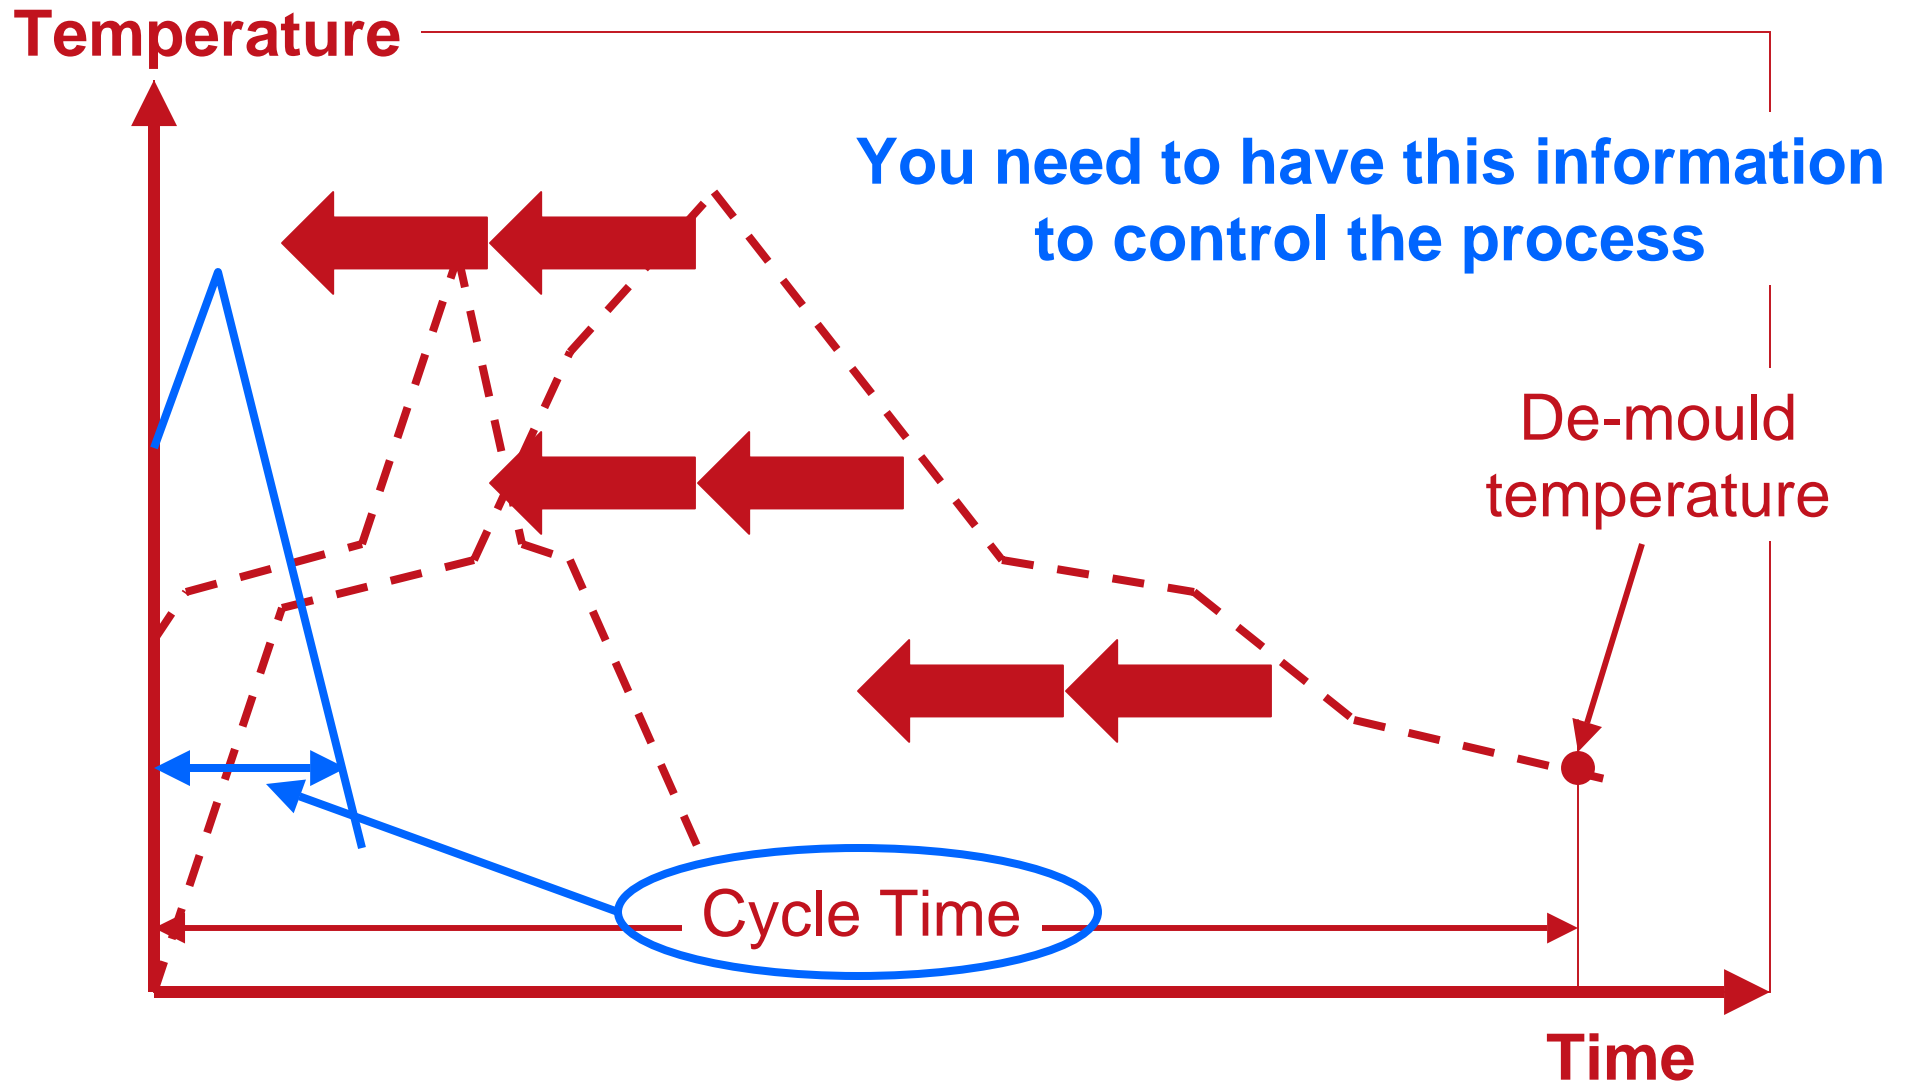 Temperature
You need to have this information
to control the process
De-mould
temperature
Cycle Time
Time